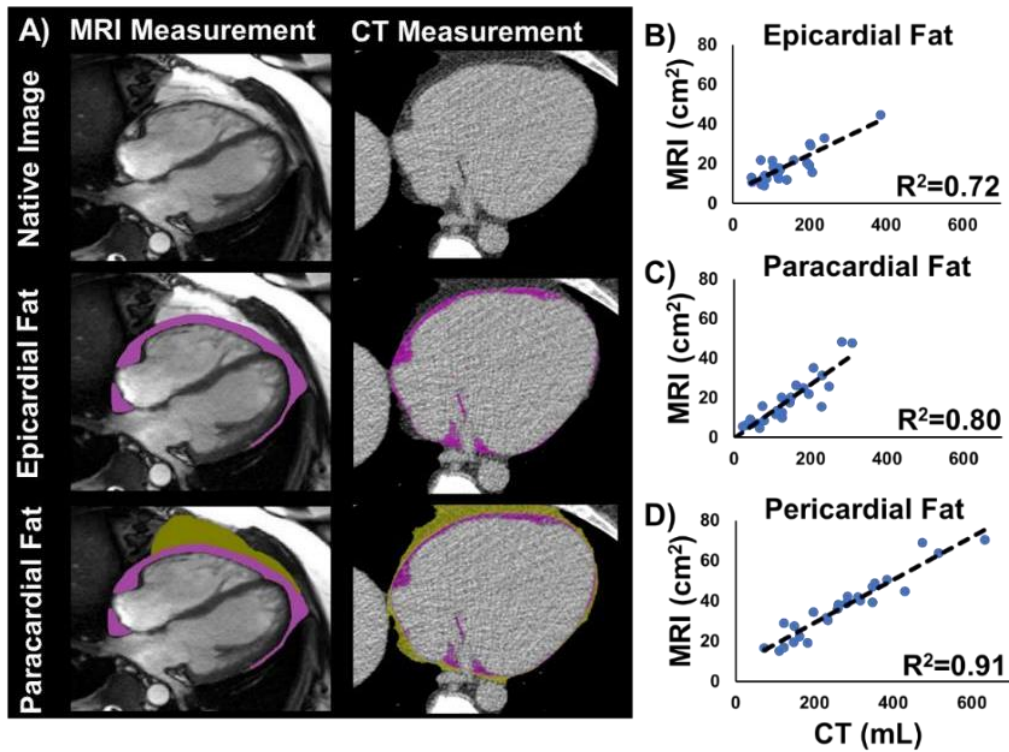 A) MRI Measurement CT Measurement
Native Image
Epicardial Fat
Paracardial Fat
B) Epicardial Fat
MRI (cm²)
80
60
40
20
0
R²=0.72
0 200 400 600
C) Paracardial Fat
MRI (cm²)
80
60
40
20
0
R²=0.80
0 200 400 600
D) Pericardial Fat
MRI (cm²)
80
60
40
20
0
R²=0.91
0 200 400 600
CT (mL)